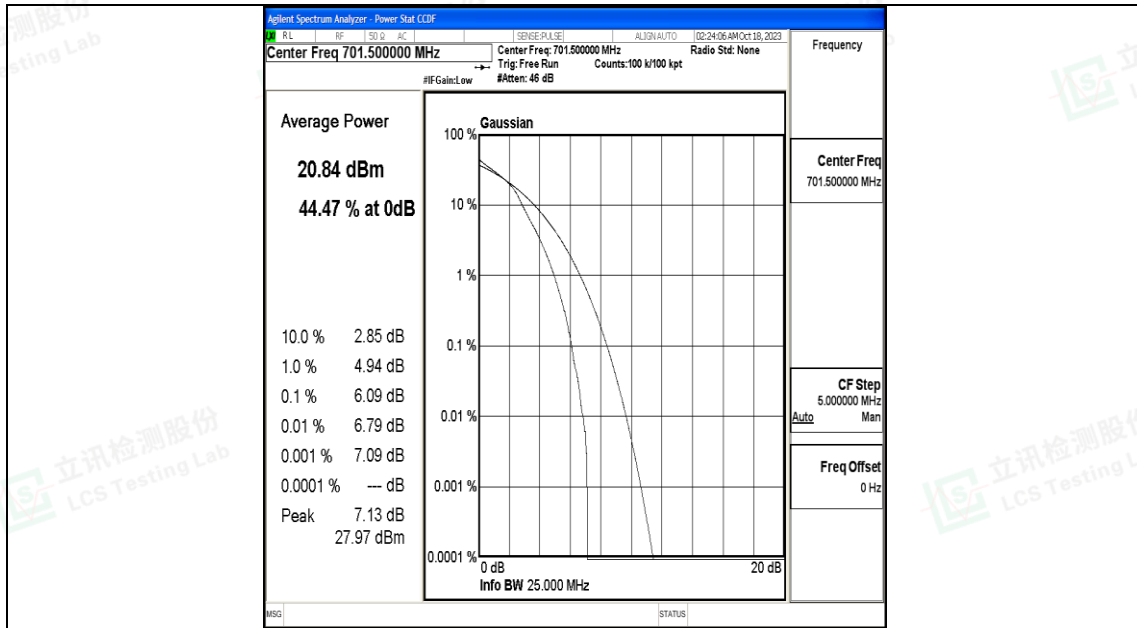 Agilent Spectrum Analyzer - Power Stat CCDF
RL RF 50 Ω AC SENSE:PULSE ALIGN AUTO 02:24:06 AM Oct 18, 2023
Center Freq 701.500000 MHz
Center Freq: 701.500000 MHz Radio Std: None
Trig: Free Run Counts:100 k/100 kpt
#IFGain:Low #Atten: 46 dB
Frequency
Average Power
20.84 dBm
44.47 % at 0dB
10.0 % 2.85 dB
1.0 % 4.94 dB
0.1 % 6.09 dB
0.01 % 6.79 dB
0.001 % 7.09 dB
0.0001 % --- dB
Peak 7.13 dB
27.97 dBm
Gaussian
100 %
10 %
1 %
0.1 %
0.01 %
0.001 %
0.0001 %
0 dB 20 dB
Info BW 25.000 MHz
Center Freq
701.500000 MHz
CF Step
5.000000 MHz
Auto Man
Freq Offset
0 Hz
MSG STATUS
立讯检测股份
LCS Testing Lab
立讯检测股份
LCS Testing L